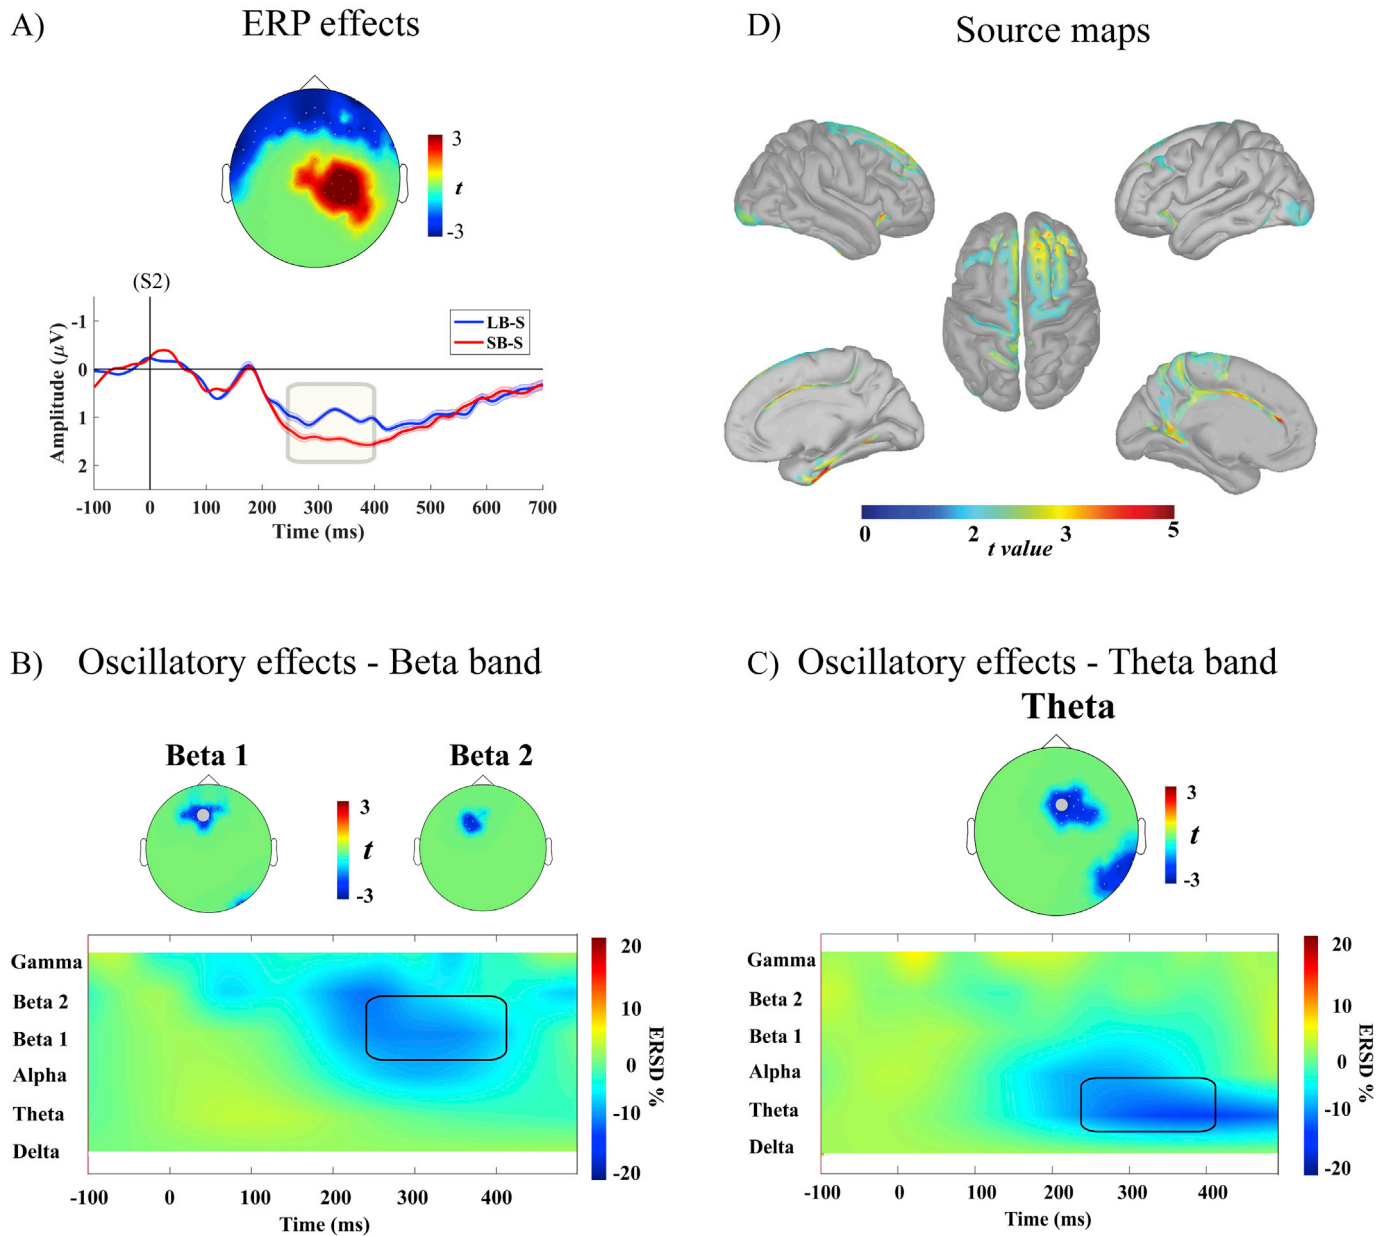 A) ERP effects
3
t
-3
(S2)
LB-S
SB-S
Amplitude (μV)
-1
0
1
2
-100 0 100 200 300 400 500 600 700
Time (ms)
D) Source maps
0 2 3 5
t value
B) Oscillatory effects - Beta band
Beta 1 Beta 2
3
t
-3
Gamma
Beta 2
Beta 1
Alpha
Theta
Delta
-100 0 100 200 300 400
Time (ms)
20
10
0
-10
-20
ERSD %
C) Oscillatory effects - Theta band
Theta
3
t
-3
Gamma
Beta 2
Beta 1
Alpha
Theta
Delta
-100 0 100 200 300 400
Time (ms)
20
10
0
-10
-20
ERSD %